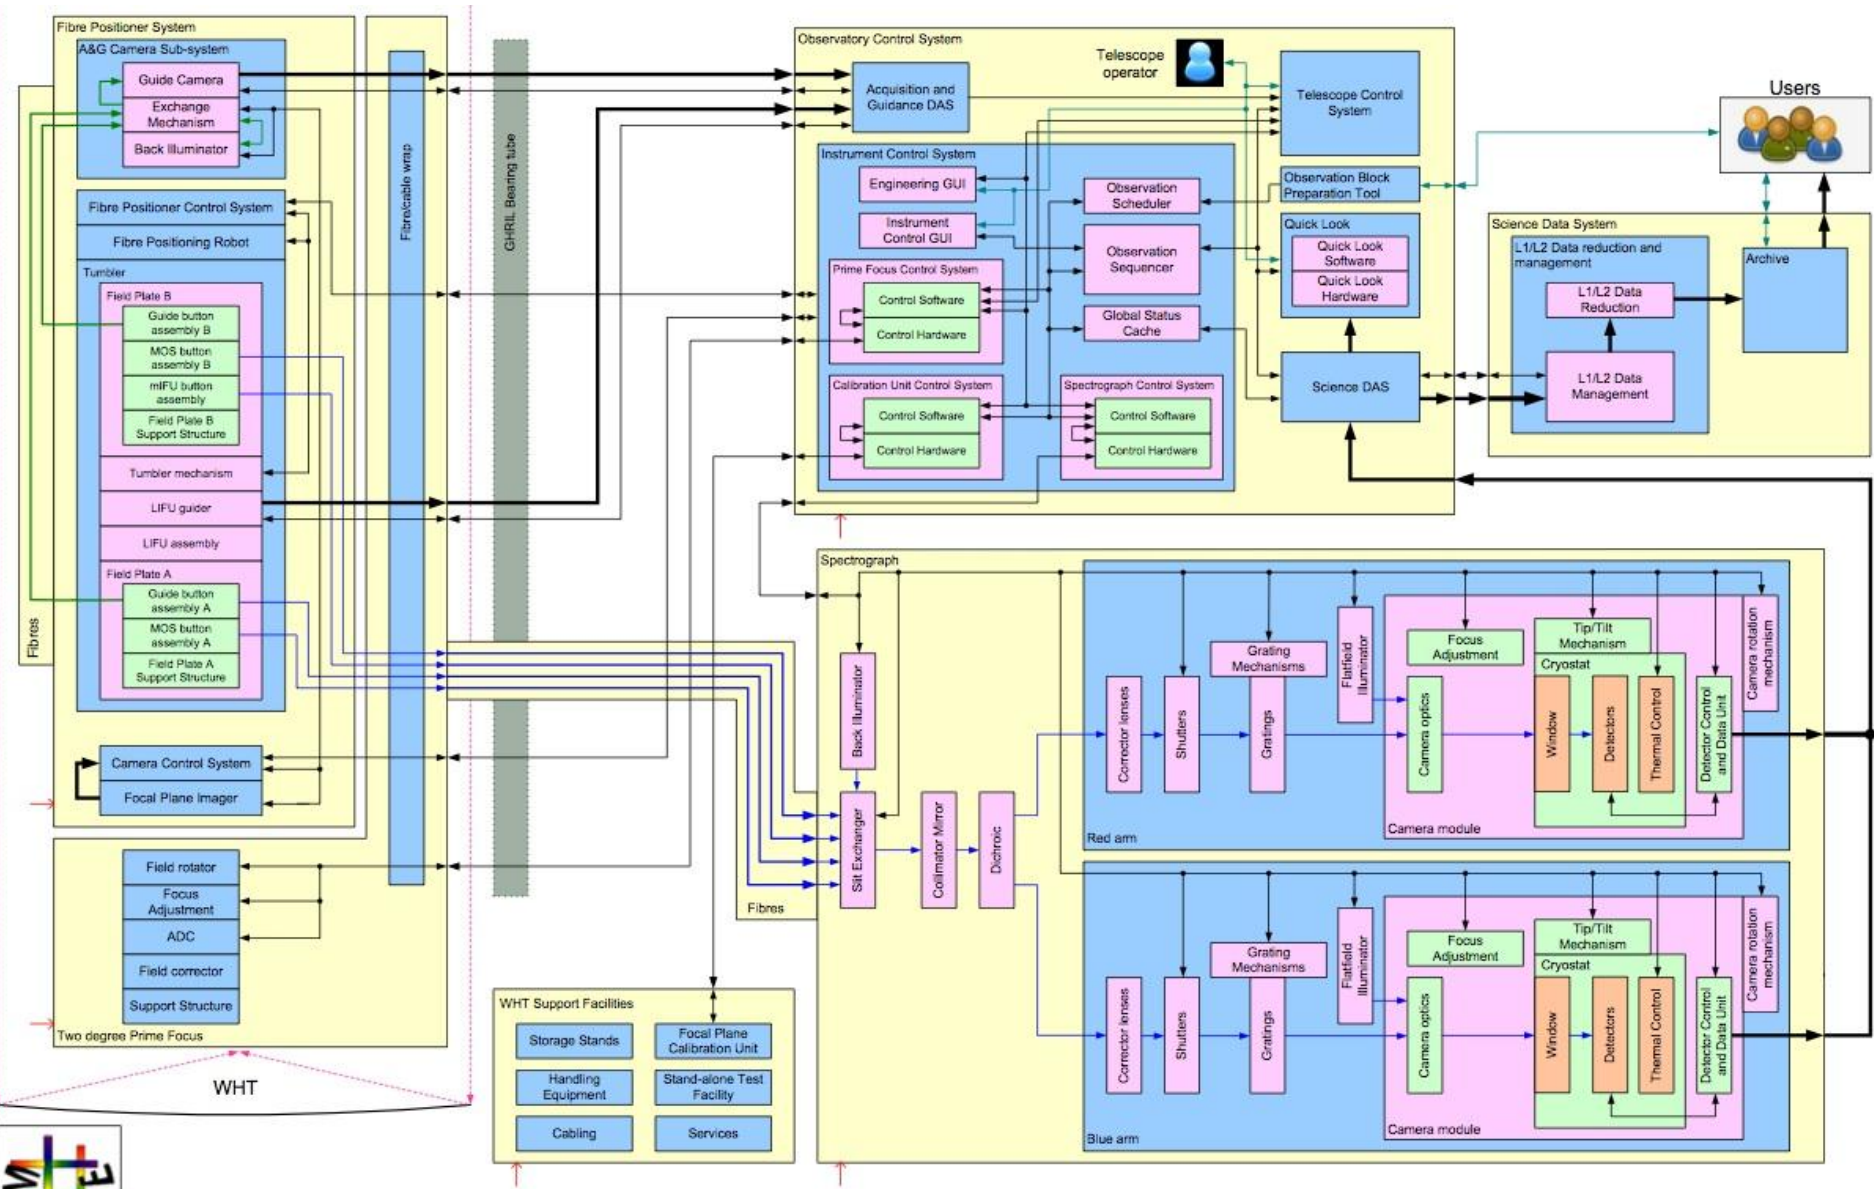 Fibre Positioner System
A&G Camera Sub-system
Guide Camera
Exchange
Mechanism
Back Illuminator
Fibre Positioner Control System
Fibre Positioning Robot
Tumbler
Field Plate B
Guide button
assembly B
MOS button
assembly B
mIFU button
assembly
Field Plate B
Support Structure
Tumbler mechanism
LIFU guider
LIFU assembly
Field Plate A
Guide button
assembly A
MOS button
assembly A
Field Plate A
Support Structure
Fibres
Camera Control System
Focal Plane Imager
Field rotator
Focus
Adjustment
ADC
Field corrector
Support Structure
Two degree Prime Focus
WHT
Fibre/cable wrap
GHRIL Bearing tube
Observatory Control System
Acquisition and
Guidance DAS
Telescope
operator
Telescope Control
System
Instrument Control System
Engineering GUI
Instrument
Control GUI
Observation
Scheduler
Observation
Sequencer
Global Status
Cache
Prime Focus Control System
Control Software
Control Hardware
Calibration Unit Control System
Control Software
Control Hardware
Spectrograph Control System
Control Software
Control Hardware
Observation Block
Preparation Tool
Quick Look
Quick Look
Software
Quick Look
Hardware
Science DAS
Users
Science Data System
L1/L2 Data reduction and
management
L1/L2 Data
Reduction
L1/L2 Data
Management
Archive
Spectrograph
Back Illuminator
Slit Exchanger
Collimator Mirror
Dichroic
Fibres
Corrector lenses
Shutters
Grating
Mechanisms
Gratings
Flatfield
Illuminator
Focus
Adjustment
Camera optics
Tip/Tilt
Mechanism
Cryostat
Window
Detectors
Thermal Control
Detector Control
and Data Unit
Camera rotation
mechanism
Camera module
Red arm
Corrector lenses
Shutters
Grating
Mechanisms
Gratings
Flatfield
Illuminator
Focus
Adjustment
Camera optics
Tip/Tilt
Mechanism
Cryostat
Window
Detectors
Thermal Control
Detector Control
and Data Unit
Camera rotation
mechanism
Camera module
Blue arm
WHT Support Facilities
Storage Stands
Focal Plane
Calibration Unit
Handling
Equipment
Stand-alone Test
Facility
Cabling
Services